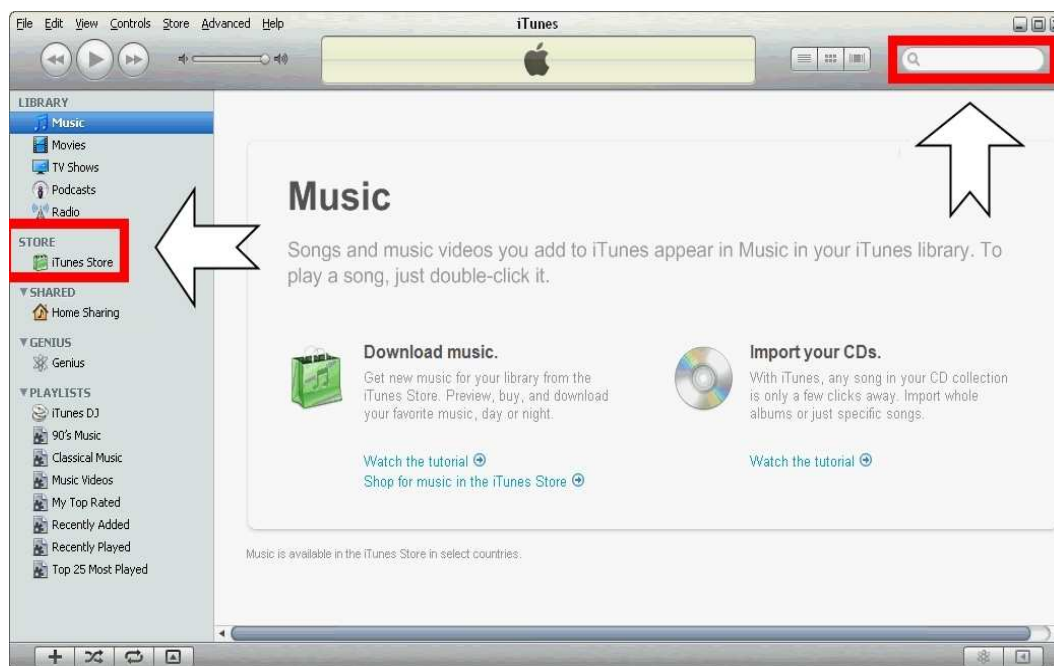 File Edit View Controls Store Advanced Help
iTunes
LIBRARY
Music
Movies
TV Shows
Podcasts
Radio
STORE
iTunes Store
SHARED
Home Sharing
GENIUS
Genius
PLAYLISTS
iTunes DJ
90's Music
Classical Music
Music Videos
My Top Rated
Recently Added
Recently Played
Top 25 Most Played
Music
Songs and music videos you add to iTunes appear in Music in your iTunes library. To
play a song, just double-click it.
Download music.
Get new music for your library from the
iTunes Store. Preview, buy, and download
your favorite music, day or night.
Watch the tutorial
Shop for music in the iTunes Store
Import your CDs.
With iTunes, any song in your CD collection
is only a few clicks away. Import whole
albums or just specific songs.
Watch the tutorial
Music is available in the iTunes Store in select countries.